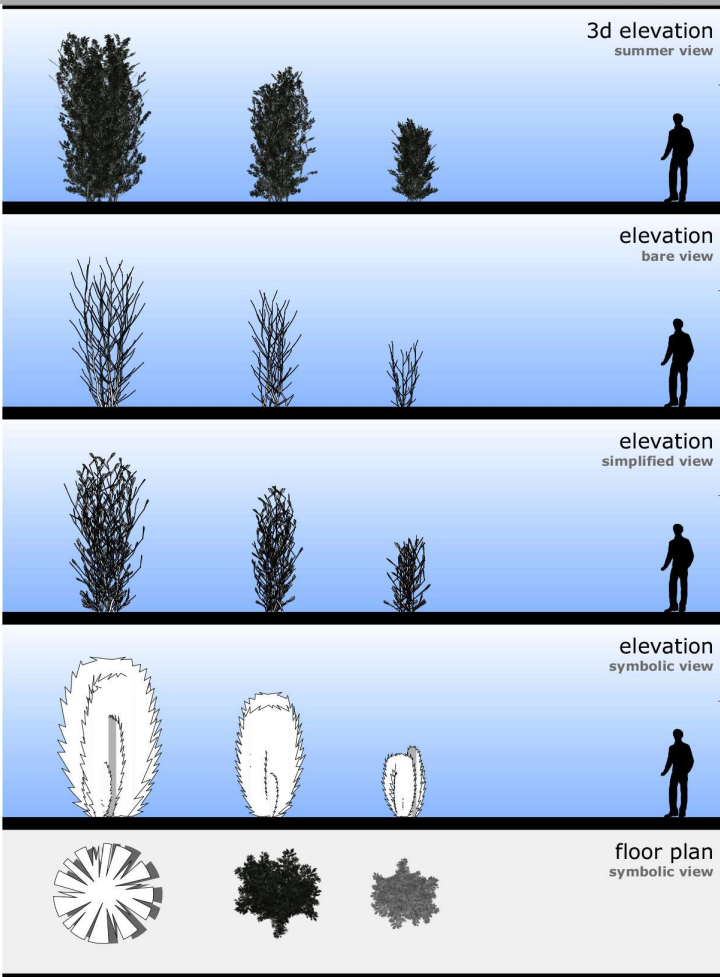 3d elevation
summer view
elevation
bare view
elevation
simplified view
elevation
symbolic view
floor plan
symbolic view